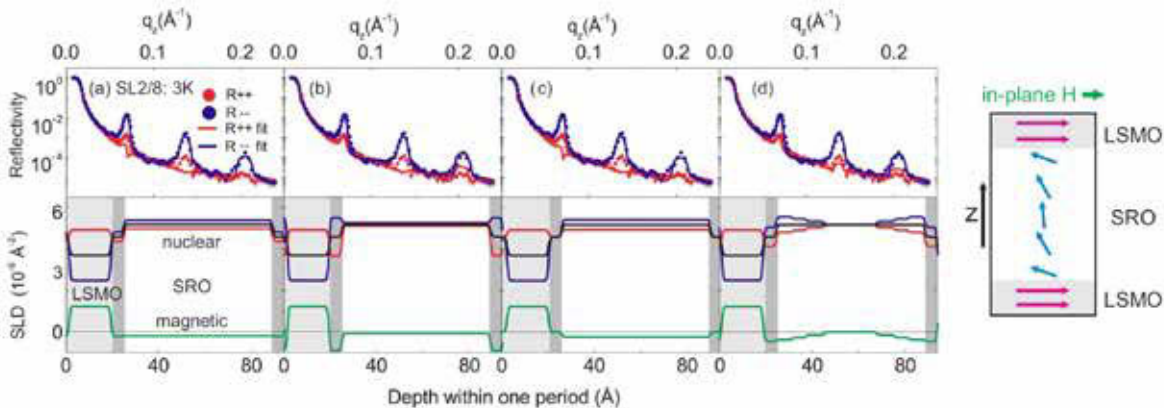 q_z(Å⁻¹) q_z(Å⁻¹) q_z(Å⁻¹) q_z(Å⁻¹)
0.0 0.1 0.2 0.0 0.1 0.2 0.0 0.1 0.2 0.0 0.1 0.2
Reflectivity
10⁰
10⁻²
10⁻⁴
(a) SL2/8: 3K
R++
R --
R++ fit
R -- fit
(b)
(c)
(d)
SLD (10⁻⁶ Å⁻²)
6
3
0
nuclear
LSMO
SRO
magnetic
0 40 80 0 40 80 0 40 80 0 40 80
Depth within one period (Å)
in-plane H
LSMO
z
SRO
LSMO